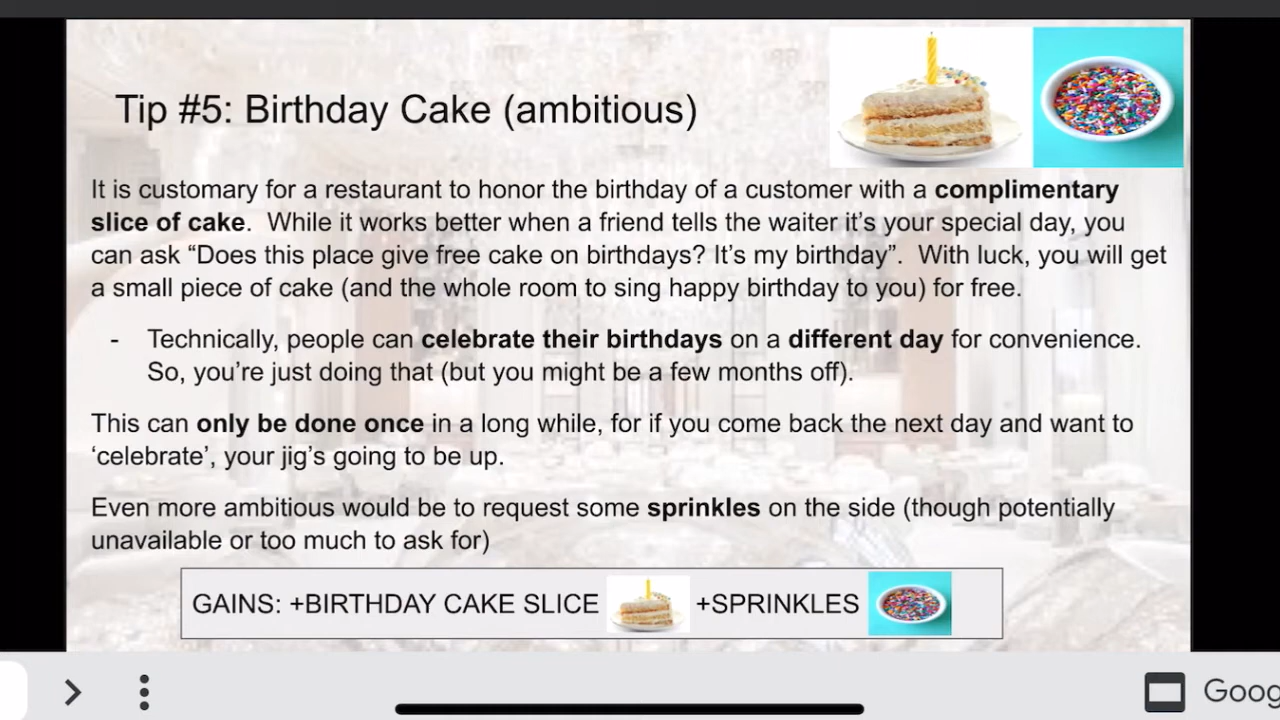 Tip #5: Birthday Cake (ambitious)
It is customary for a restaurant to honor the birthday of a customer with a complimentary
slice of cake.  While it works better when a friend tells the waiter it’s your special day, you
can ask “Does this place give free cake on birthdays? It’s my birthday”.  With luck, you will get
a small piece of cake (and the whole room to sing happy birthday to you) for free.
- Technically, people can celebrate their birthdays on a different day for convenience.
So, you’re just doing that (but you might be a few months off).
This can only be done once in a long while, for if you come back the next day and want to
‘celebrate’, your jig’s going to be up.
Even more ambitious would be to request some sprinkles on the side (though potentially
unavailable or too much to ask for)
GAINS: +BIRTHDAY CAKE SLICE +SPRINKLES
Goog